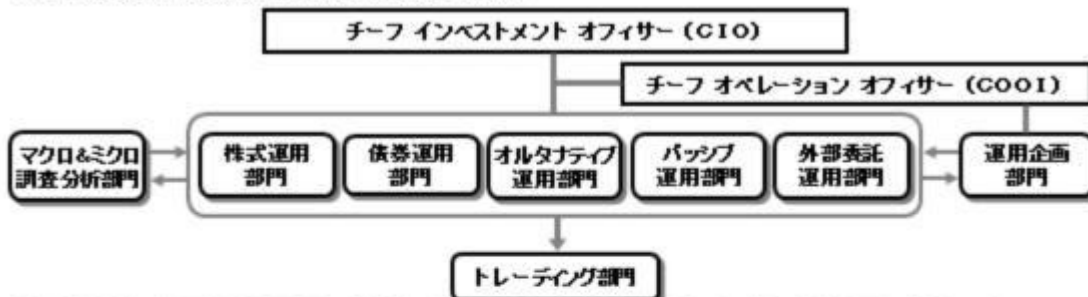 チーフ インベストメント オフィサー (CIO)
チーフ オペレーション オフィサー (COOI)
マクロ&ミクロ
調査分析部門
株式運用
部門
債券運用
部門
オルタナティブ
運用部門
パッシブ
運用部門
外部委託
運用部門
運用企画
部門
トレーディング部門